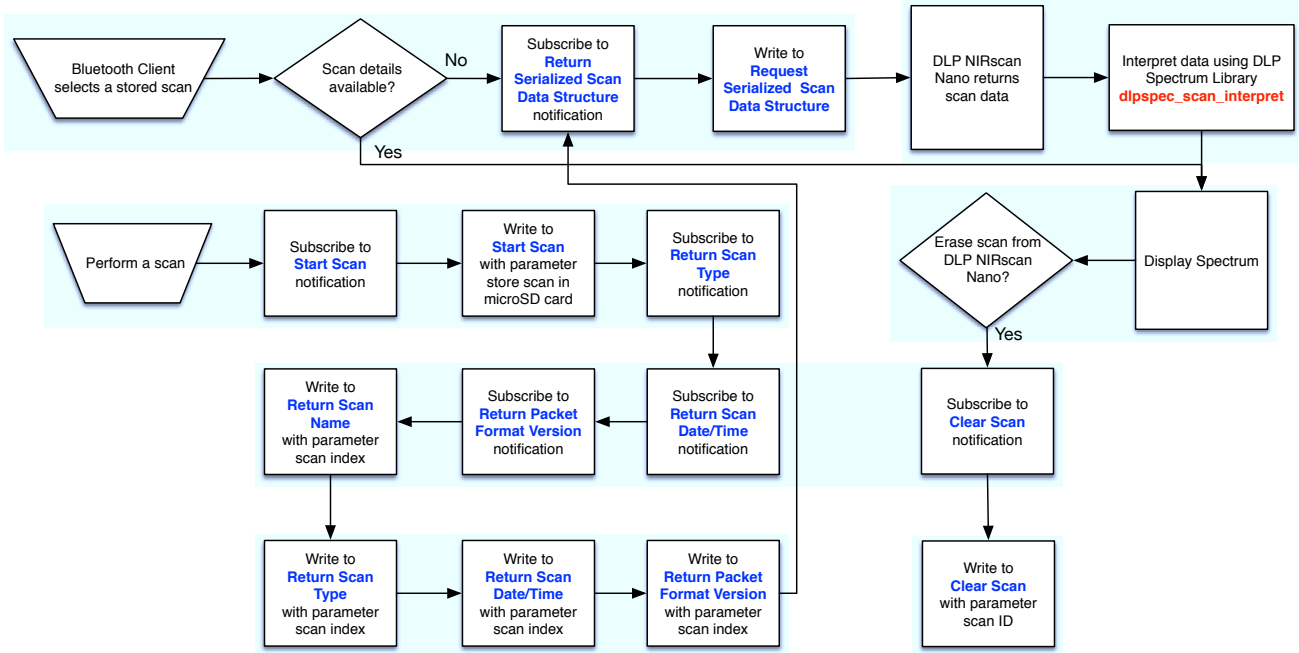 Bluetooth Client
selects a stored scan
Scan details
available?
No
Yes
Subscribe to
Return
Serialized Scan
Data Structure
notification
Write to
Request
Serialized Scan
Data Structure
DLP NIRscan
Nano returns
scan data
Interpret data using DLP
Spectrum Library
dlpspec_scan_interpret
Perform a scan
Subscribe to
Start Scan
notification
Write to
Start Scan
with parameter
store scan in
microSD card
Subscribe to
Return Scan
Type
notification
Erase scan from
DLP NIRscan
Nano?
Yes
Display Spectrum
Write to
Return Scan
Name
with parameter
scan index
Subscribe to
Return Packet
Format Version
notification
Subscribe to
Return Scan
Date/Time
notification
Subscribe to
Clear Scan
notification
Write to
Return Scan
Type
with parameter
scan index
Write to
Return Scan
Date/Time
with parameter
scan index
Write to
Return Packet
Format Version
with parameter
scan index
Write to
Clear Scan
with parameter
scan ID